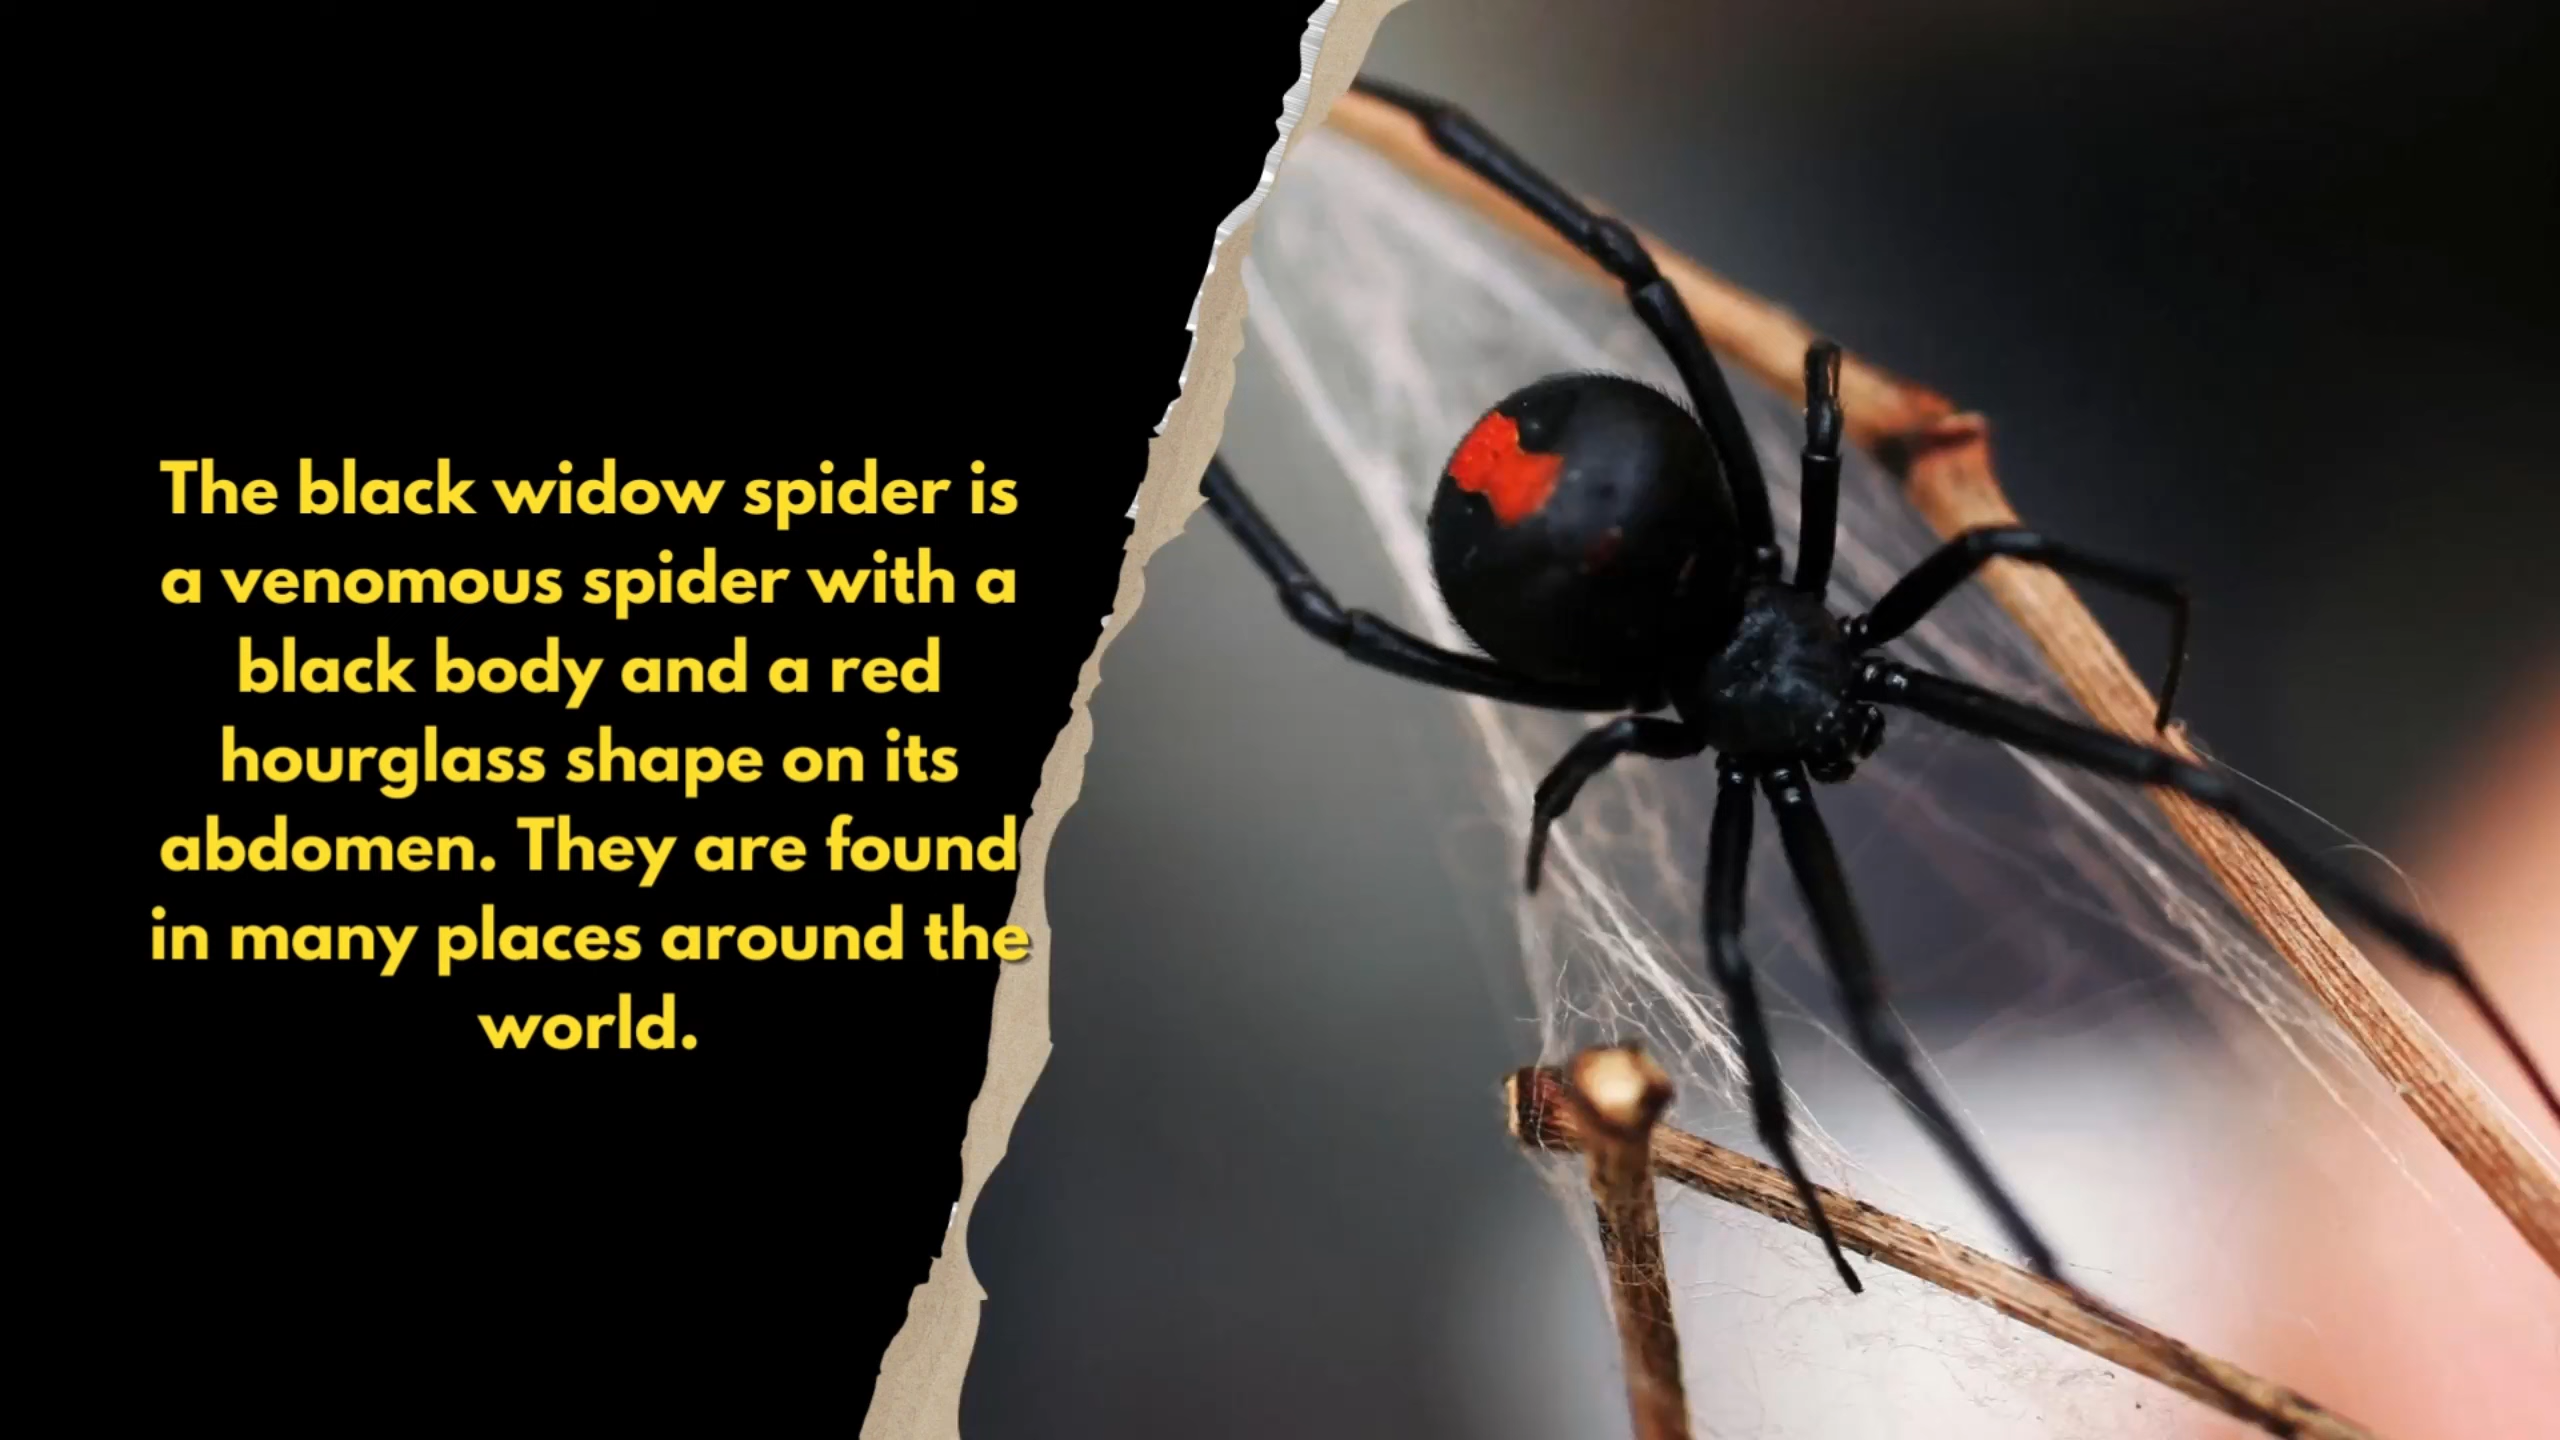 The black widow spider is
a venomous spider with a
black body and a red
hourglass shape on its
abdomen. They are found
in many places around the
world.